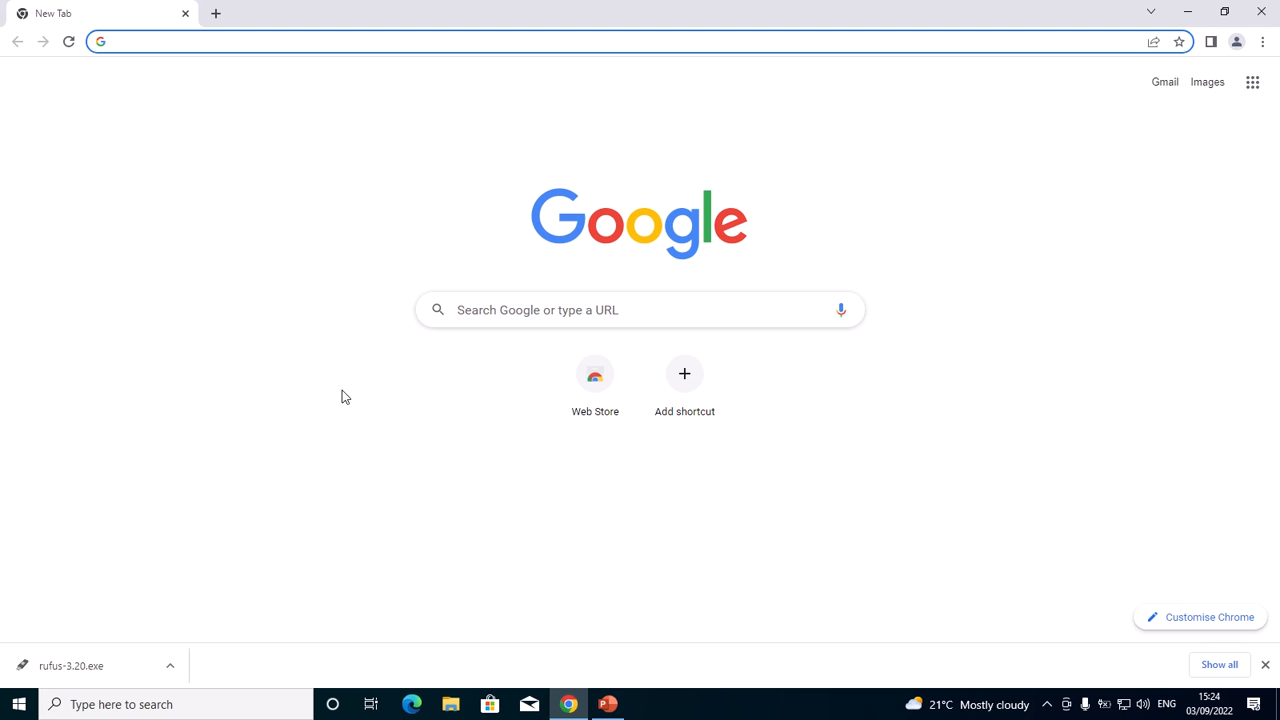 New Tab
Gmail Images
Google
Search Google or type a URL
Web Store Add shortcut
Customise Chrome
rufus-3.20.exe
Show all
Type here to search
21°C Mostly cloudy
ENG
15:24
03/09/2022